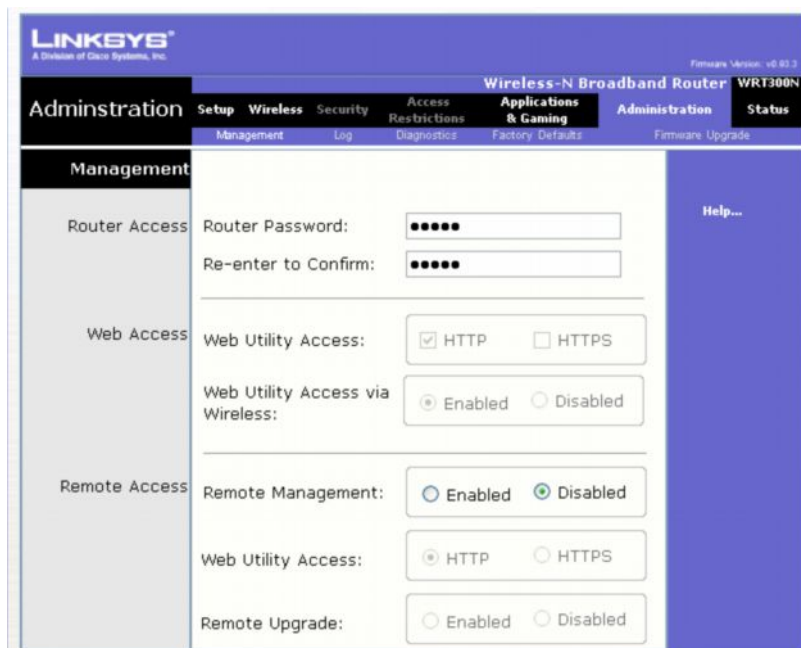 LINKSYS®
A Division of Cisco Systems, Inc.
Firmware Version: v0.93.3
Wireless-N Broadband Router WRT300N
Adminstration Setup Wireless Security Access Restrictions Applications & Gaming Administration Status
Management Log Diagnostics Factory Defaults Firmware Upgrade
Management
Help...
Router Access Router Password: •••••
Re-enter to Confirm: •••••
Web Access Web Utility Access: HTTP HTTPS
Web Utility Access via
Wireless: Enabled Disabled
Remote Access Remote Management: Enabled Disabled
Web Utility Access: HTTP HTTPS
Remote Upgrade: Enabled Disabled